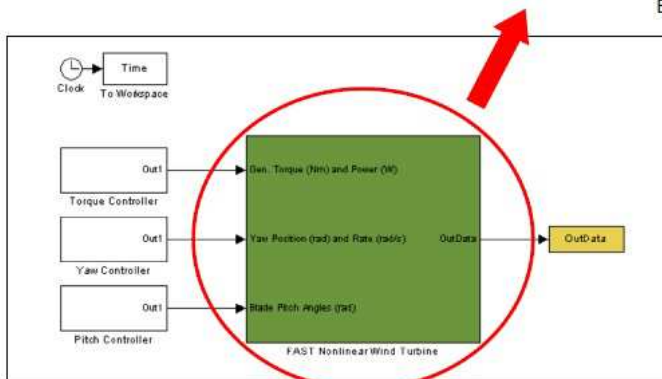 E
Time
Clock
To Workspace
Out1
Torque Controller
Out1
Yaw Controller
Out1
Pitch Controller
Gen. Torque (Nm) and Power (W)
Yaw Position (rad) and Rate (rad/s)
Blade Pitch Angles (rad)
OutData
FAST Nonlinear Wind Turbine
OutData